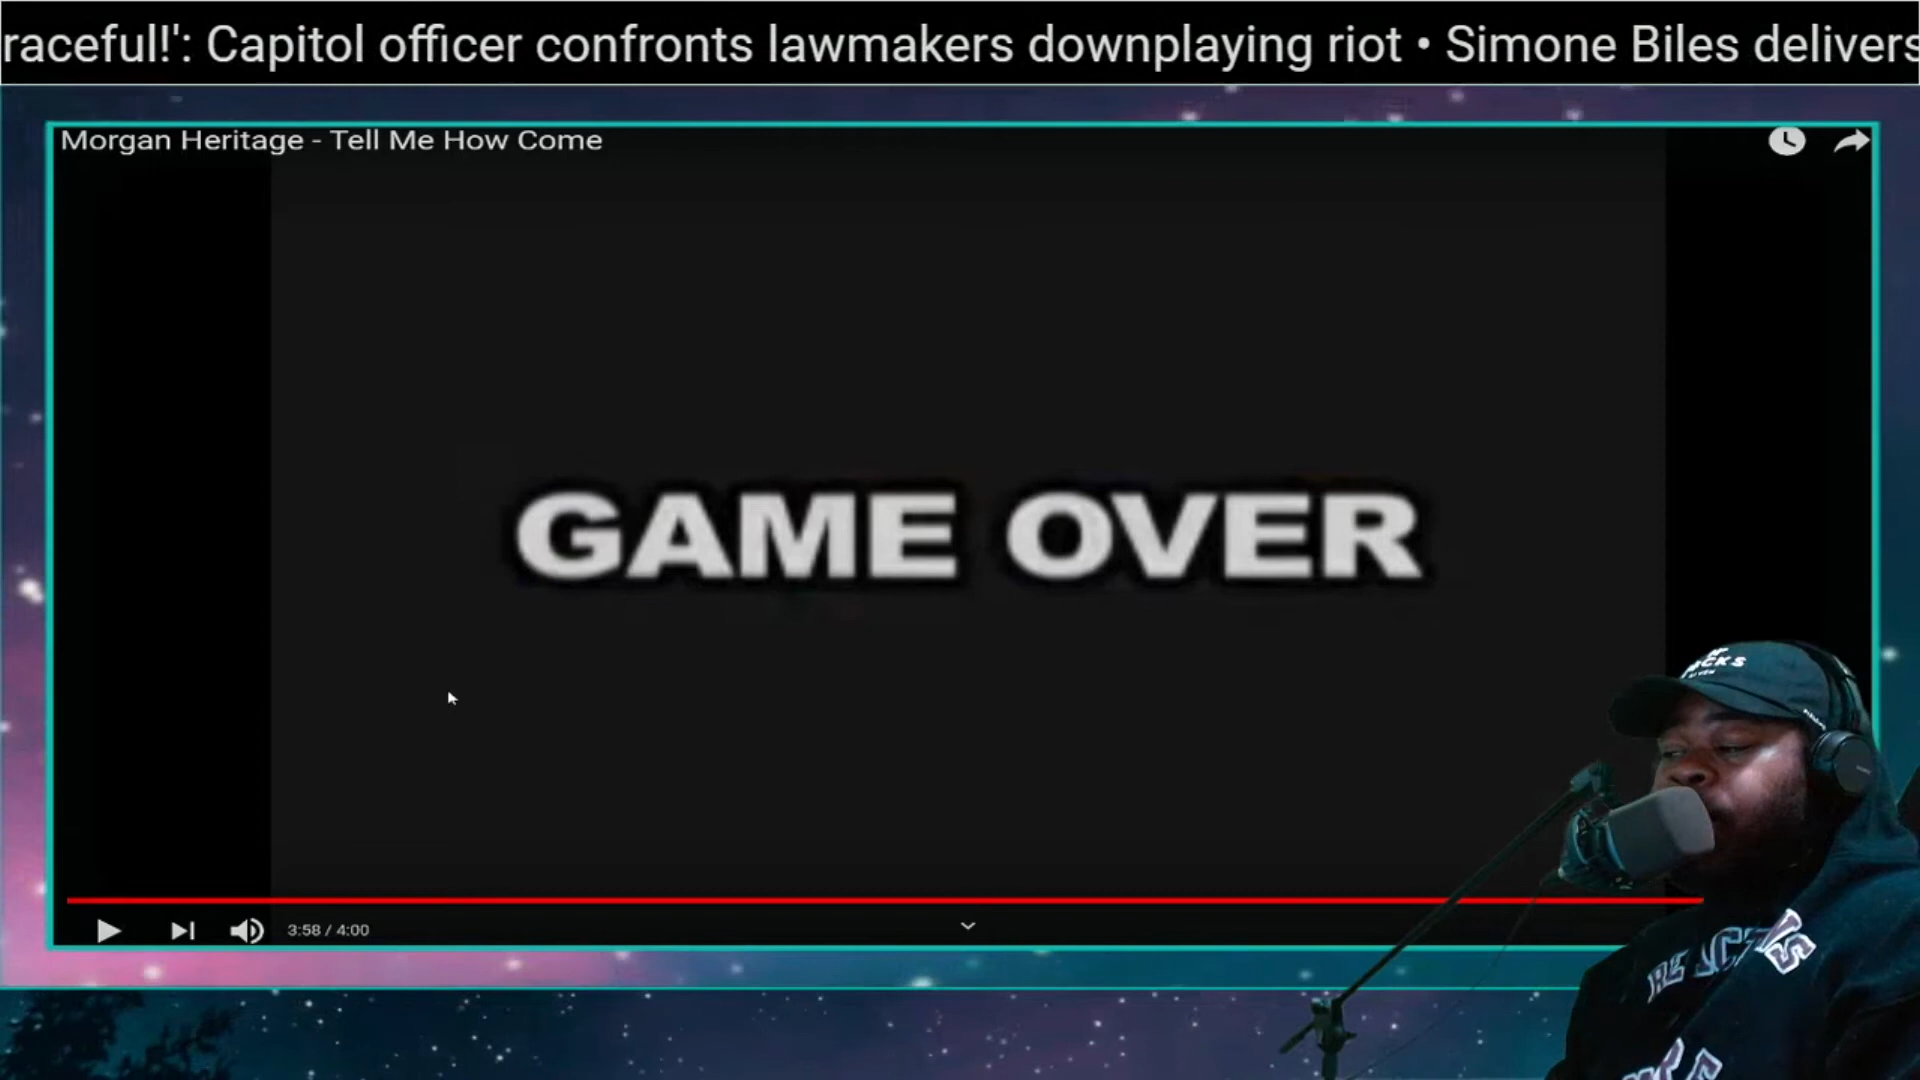 raceful!': Capitol officer confronts lawmakers downplaying riot • Simone Biles delivers
Morgan Heritage - Tell Me How Come
GAME OVER
3:58 / 4:00